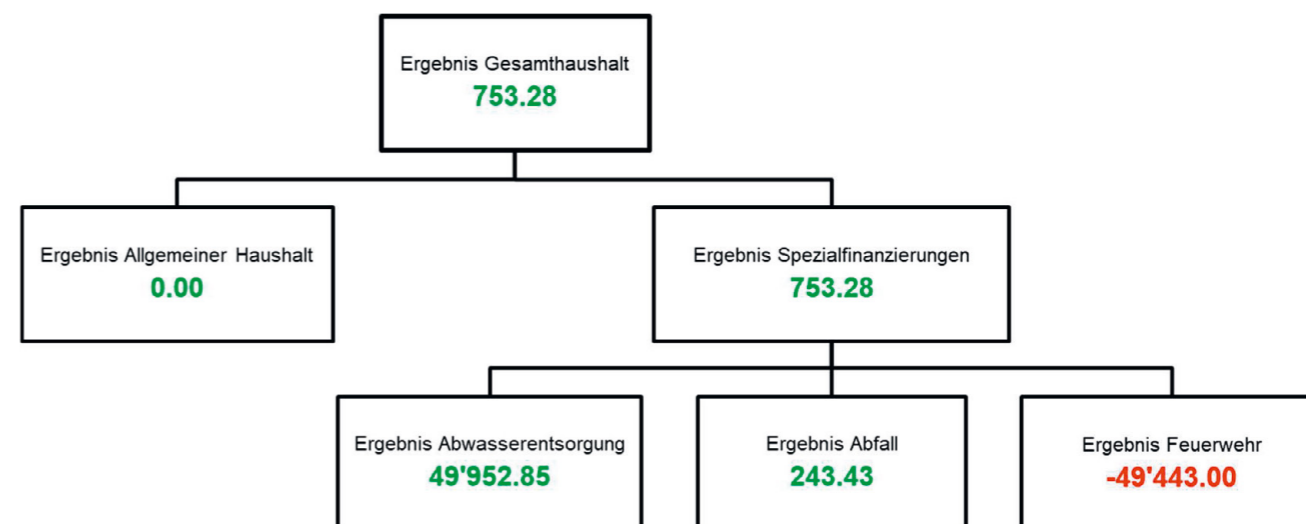 Ergebnis Gesamthaushalt
753.28
Ergebnis Allgemeiner Haushalt
0.00
Ergebnis Spezialfinanzierungen
753.28
Ergebnis Abwasserentsorgung
49'952.85
Ergebnis Abfall
243.43
Ergebnis Feuerwehr
-49'443.00